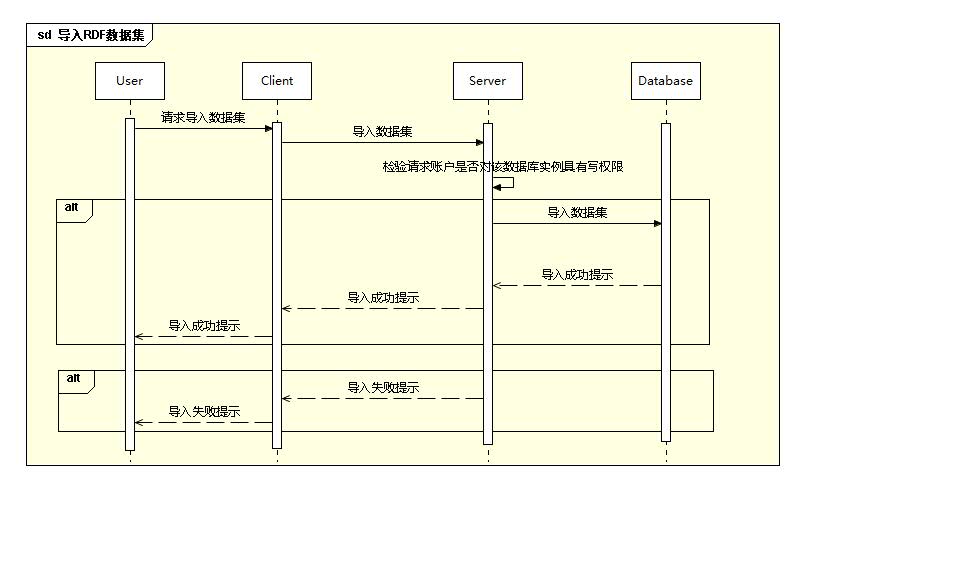 sd 导入RDF数据集
User
Client
Server
Database
请求导入数据集
导入数据集
检验请求账户是否对该数据库实例具有写权限
alt
导入数据集
导入成功提示
导入成功提示
导入成功提示
alt
导入失败提示
导入失败提示